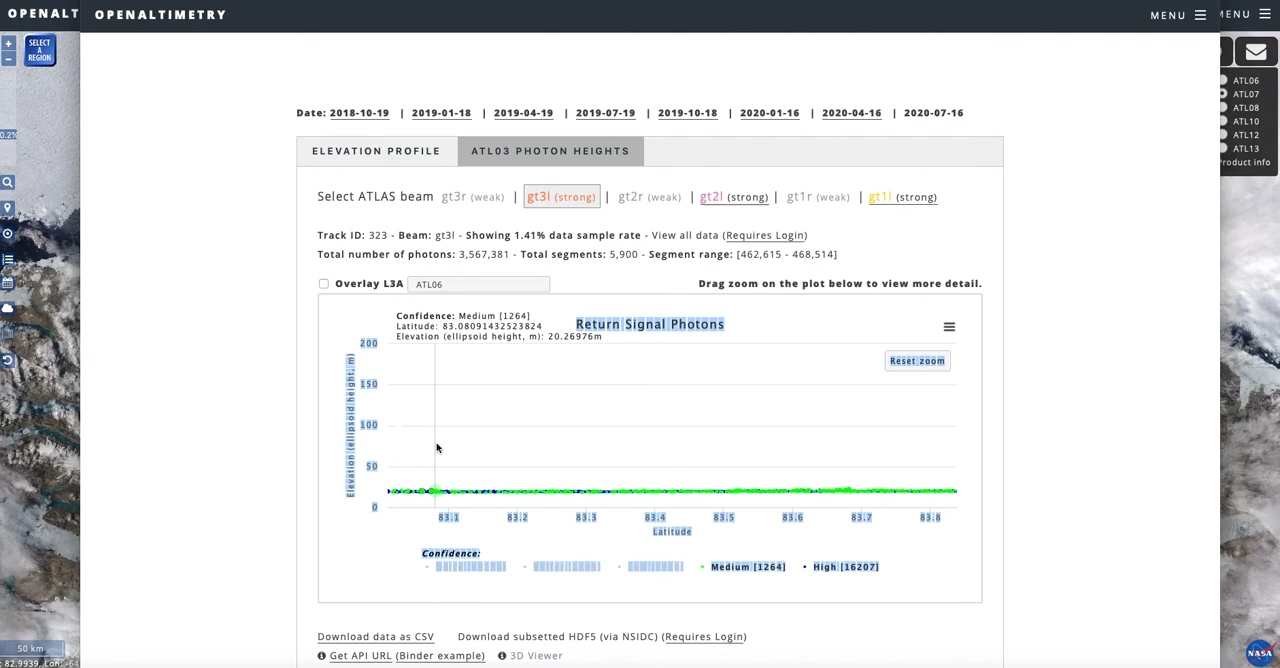 OPENALT
OPENALTIMETRY
MENU
MENU
SELECT
A
REGION
ATL06
ATL07
ATL08
ATL10
ATL12
ATL13
Product info
Date: 2018-10-19 | 2019-01-18 | 2019-04-19 | 2019-07-19 | 2019-10-18 | 2020-01-16 | 2020-04-16 | 2020-07-16
ELEVATION PROFILE
ATL03 PHOTON HEIGHTS
Select ATLAS beam gt3r (weak) | gt3l (strong) | gt2r (weak) | gt2l (strong) | gt1r (weak) | gt1l (strong)
Track ID: 323 - Beam: gt3l - Showing 1.41% data sample rate - View all data (Requires Login)
Total number of photons: 3,567,381 - Total segments: 5,900 - Segment range: [462,615 - 468,514]
Overlay L3A ATL06
Drag zoom on the plot below to view more detail.
Confidence: Medium [1264]
Latitude: 83.08091432523824
Elevation (ellipsoid height, m): 20.26976m
Return Signal Photons
Reset zoom
Elevation (ellipsoid height, m)
200
150
100
50
0
83.1 83.2 83.3 83.4 83.5 83.6 83.7 83.8
Latitude
Confidence:
Medium [1264] High [16207]
Download data as CSV Download subsetted HDF5 (via NSIDC) (Requires Login)
Get API URL (Binder example) 3D Viewer
0.2%
50 km
: 82.9939, Lon: -64
NASA